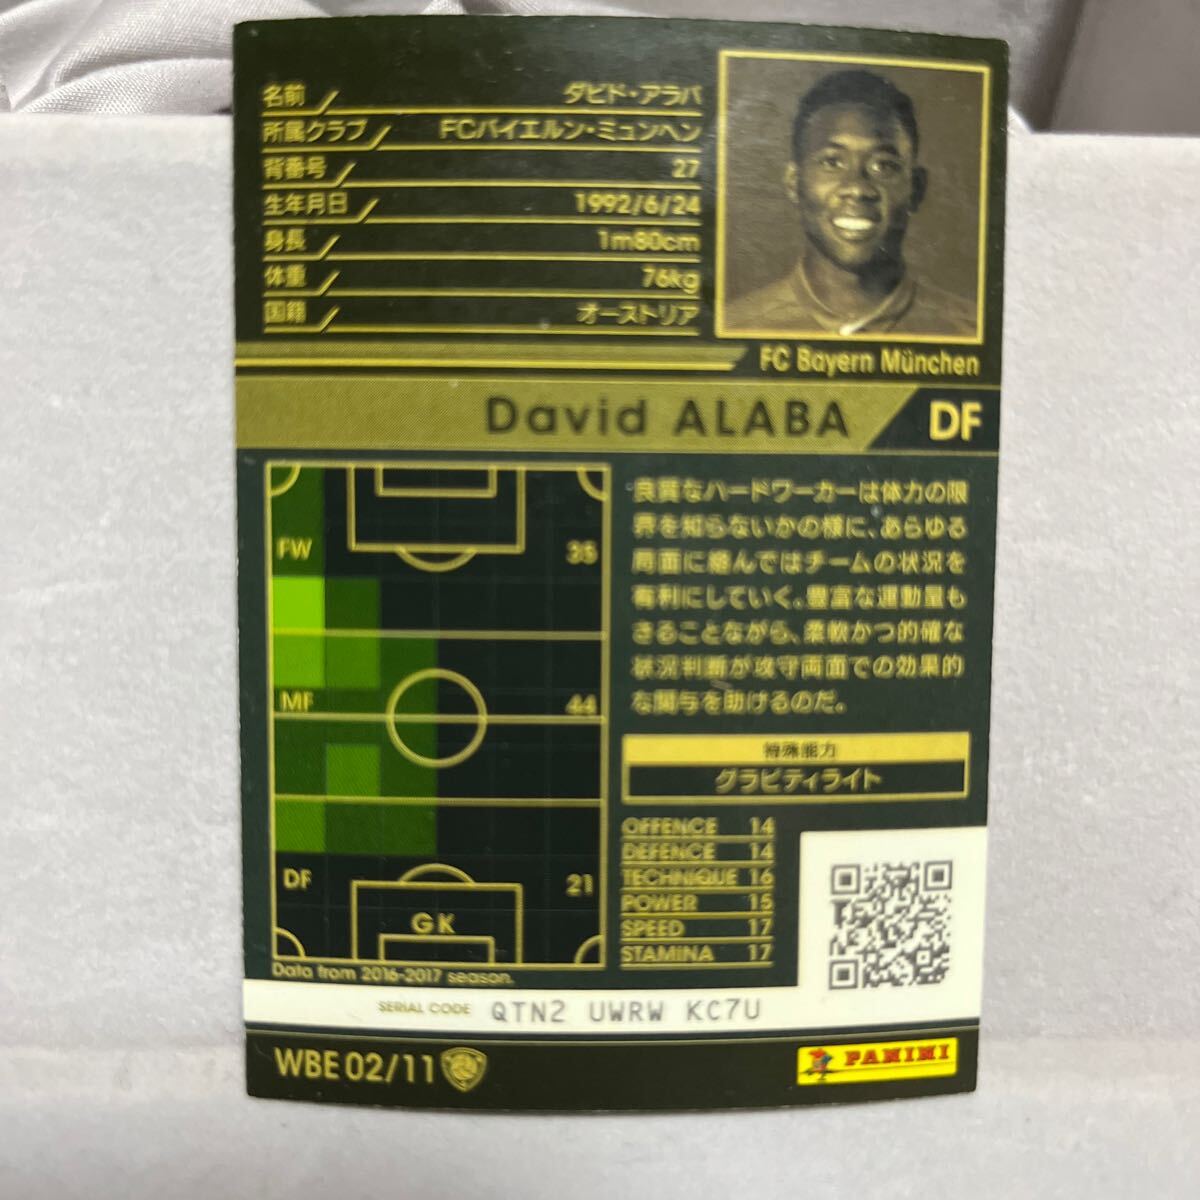 名前 ダビド・アラバ
所属クラブ FCバイエルン・ミュンヘン
背番号 27
生年月日 1992/6/24
身長 1m80cm
体重 76kg
国籍 オーストリア
FC Bayern München
David ALABA DF
FW 35
MF 44
DF 21
GK
Data from 2016-2017 season.
良質なハードワーカーは体力の限
界を知らないかの様に、あらゆる
局面に絡んではチームの状況を
有利にしていく。豊富な運動量も
さることながら、柔軟かつ的確な
状況判断が攻守両面での効果的
な関与を助けるのだ。
特殊能力
グラビティライト
OFFENCE 14
DEFENCE 14
TECHNIQUE 16
POWER 15
SPEED 17
STAMINA 17
SERIAL CODE QTN2 UWRW KC7U
WBE 02/11
PANINI